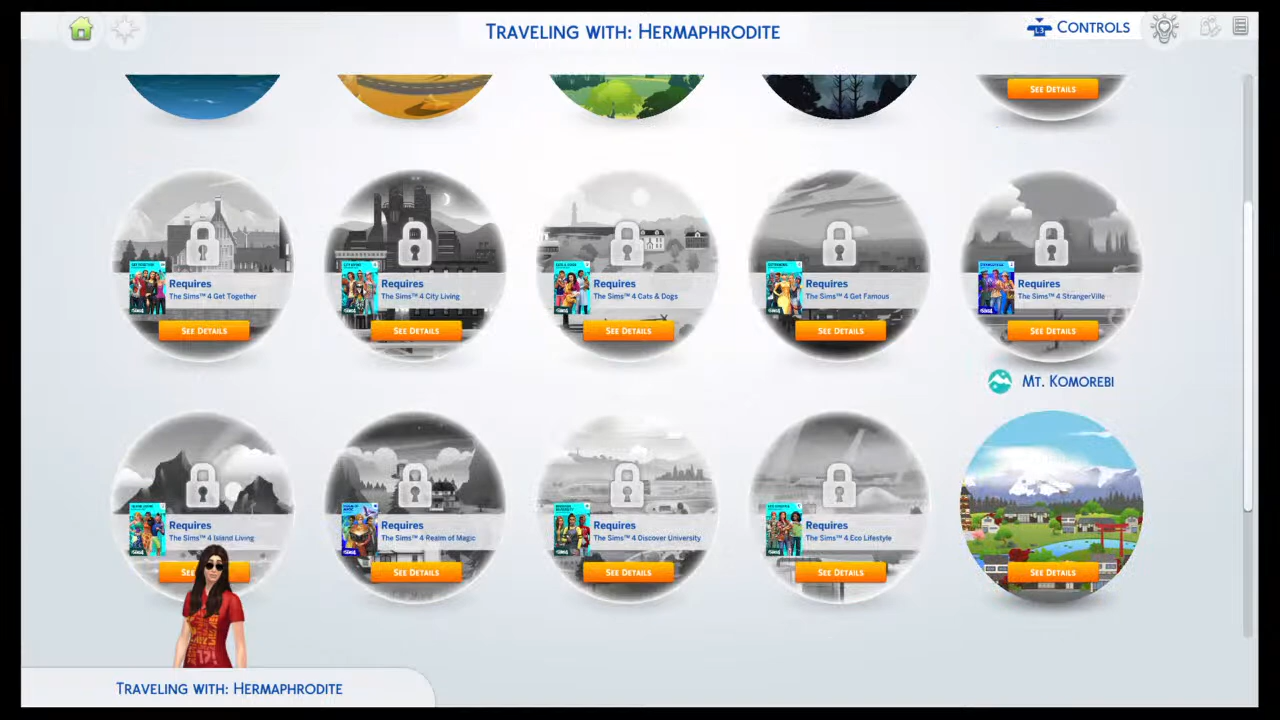 TRAVELING WITH: HERMAPHRODITE
L3 CONTROLS
SEE DETAILS
Requires
The Sims™ 4 Get Together
SEE DETAILS
Requires
The Sims™ 4 City Living
SEE DETAILS
Requires
The Sims™ 4 Cats & Dogs
SEE DETAILS
Requires
The Sims™ 4 Get Famous
SEE DETAILS
Requires
The Sims™ 4 StrangerVille
SEE DETAILS
MT. KOMOREBI
Requires
The Sims™ 4 Island Living
SEE
Requires
The Sims™ 4 Realm of Magic
SEE DETAILS
Requires
The Sims™ 4 Discover University
SEE DETAILS
Requires
The Sims™ 4 Eco Lifestyle
SEE DETAILS
SEE DETAILS
TRAVELING WITH: HERMAPHRODITE